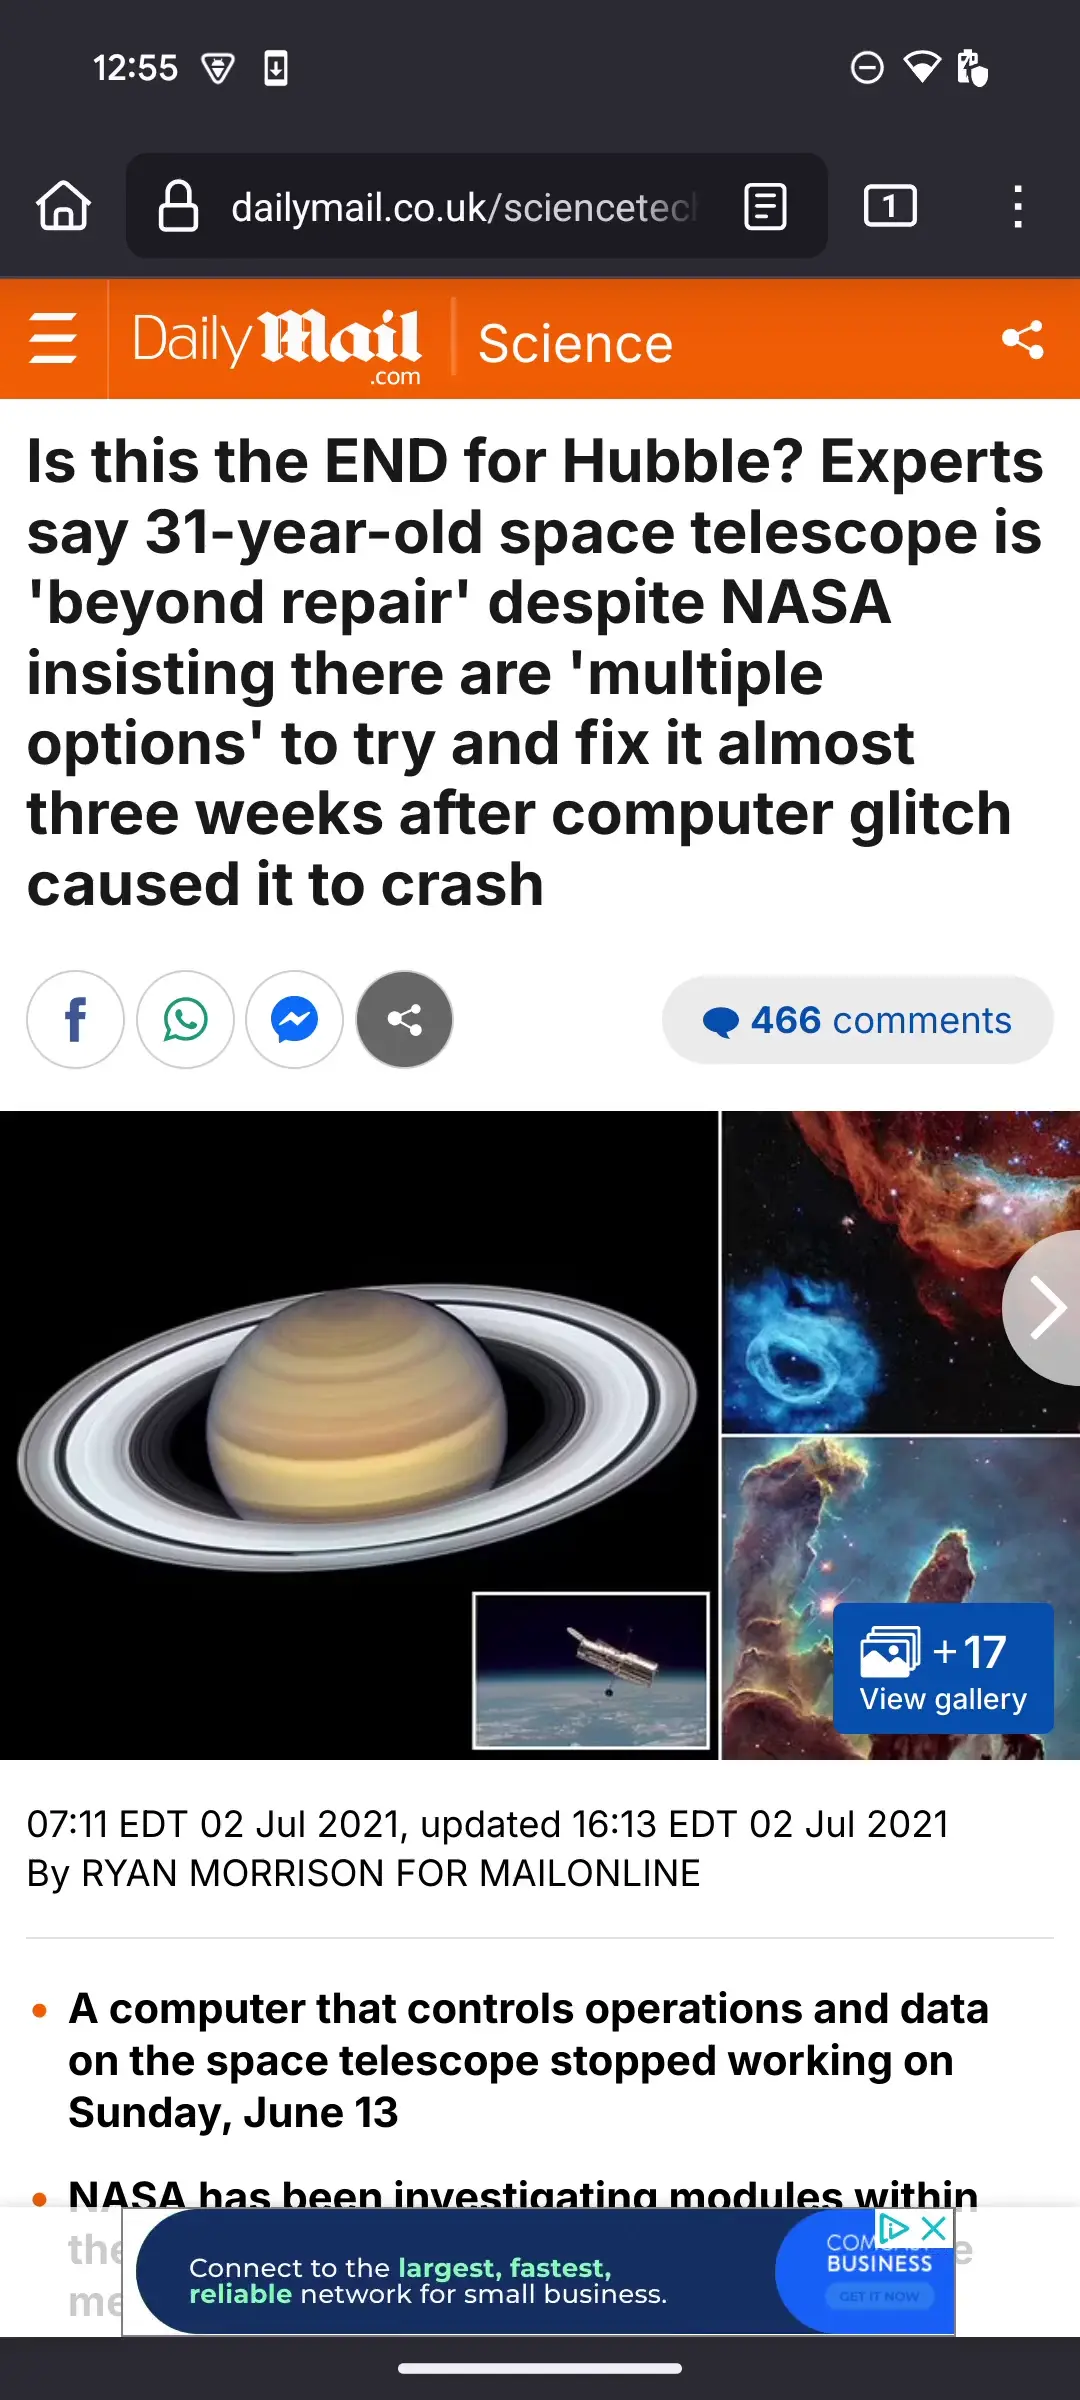 12:55
dailymail.co.uk/sciencetec
1
Daily Mail
.com
Science
Is this the END for Hubble? Experts
say 31-year-old space telescope is
'beyond repair' despite NASA
insisting there are 'multiple
options' to try and fix it almost
three weeks after computer glitch
caused it to crash
466 comments
+17
View gallery
07:11 EDT 02 Jul 2021, updated 16:13 EDT 02 Jul 2021
By RYAN MORRISON FOR MAILONLINE
• A computer that controls operations and data
on the space telescope stopped working on
Sunday, June 13
• NASA has been investigating modules within
the
Connect to the largest, fastest,
reliable network for small business.
COMCAST
BUSINESS
GET IT NOW